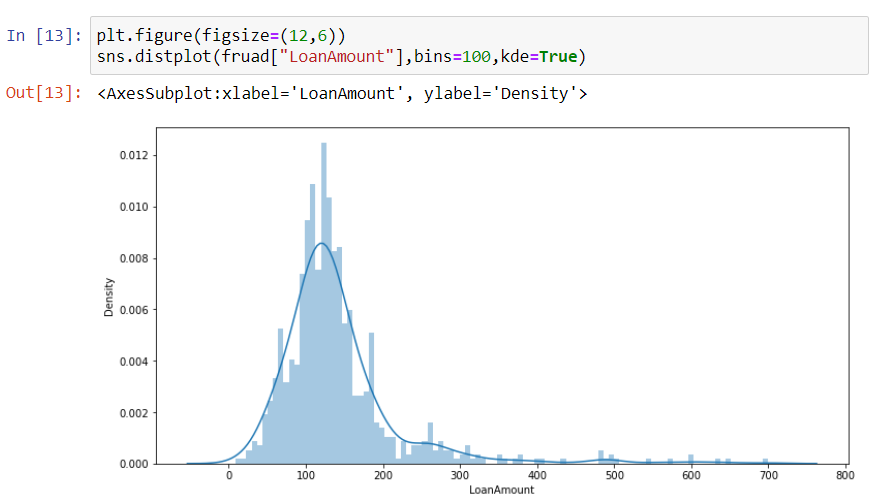 In [13]: plt.figure(figsize=(12,6))
sns.distplot(fruad["LoanAmount"],bins=100,kde=True)
Out[13]: <AxesSubplot:xlabel='LoanAmount', ylabel='Density'>
0.012
0.010
0.008
0.006
0.004
0.002
0.000
Density
0 100 200 300 400 500 600 700 800
LoanAmount